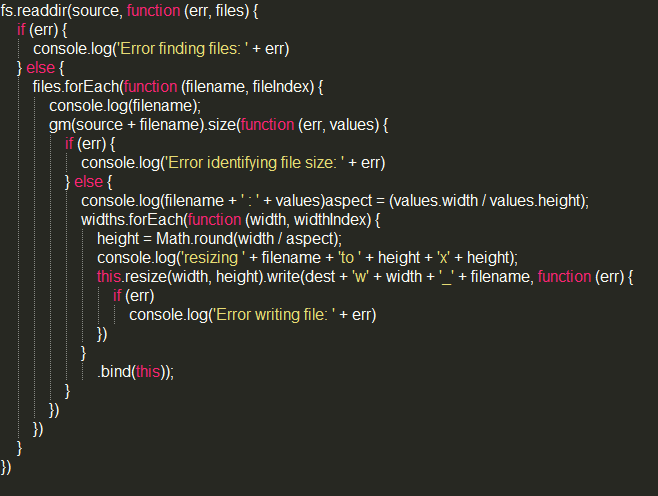 fs.readdir(source, function (err, files) {
if (err) {
console.log('Error finding files: ' + err)
} else {
files.forEach(function (filename, fileIndex) {
console.log(filename);
gm(source + filename).size(function (err, values) {
if (err) {
console.log('Error identifying file size: ' + err)
} else {
console.log(filename + ' : ' + values)aspect = (values.width / values.height);
widths.forEach(function (width, widthIndex) {
height = Math.round(width / aspect);
console.log('resizing ' + filename + 'to ' + height + 'x' + height);
this.resize(width, height).write(dest + 'w' + width + '_' + filename, function (err) {
if (err)
console.log('Error writing file: ' + err)
})
}
.bind(this));
}
})
})
}
})